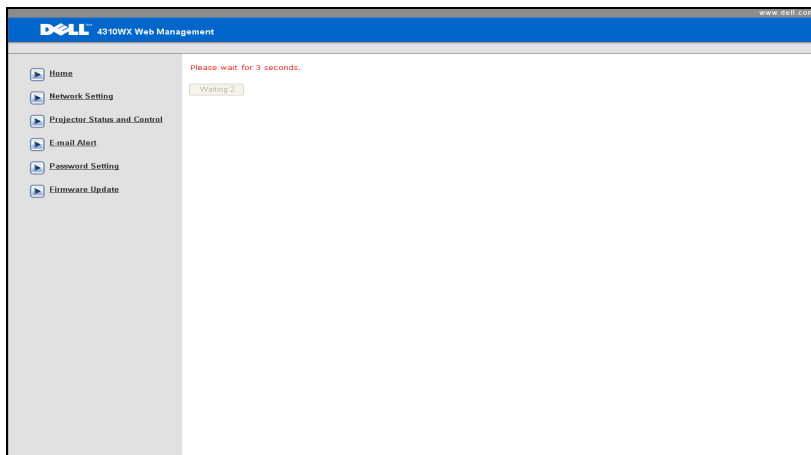 www.dell.com
DELL™ 4310WX Web Management
Home
Network Setting
Projector Status and Control
E-mail Alert
Password Setting
Firmware Update
Please wait for 3 seconds.
Waiting 2